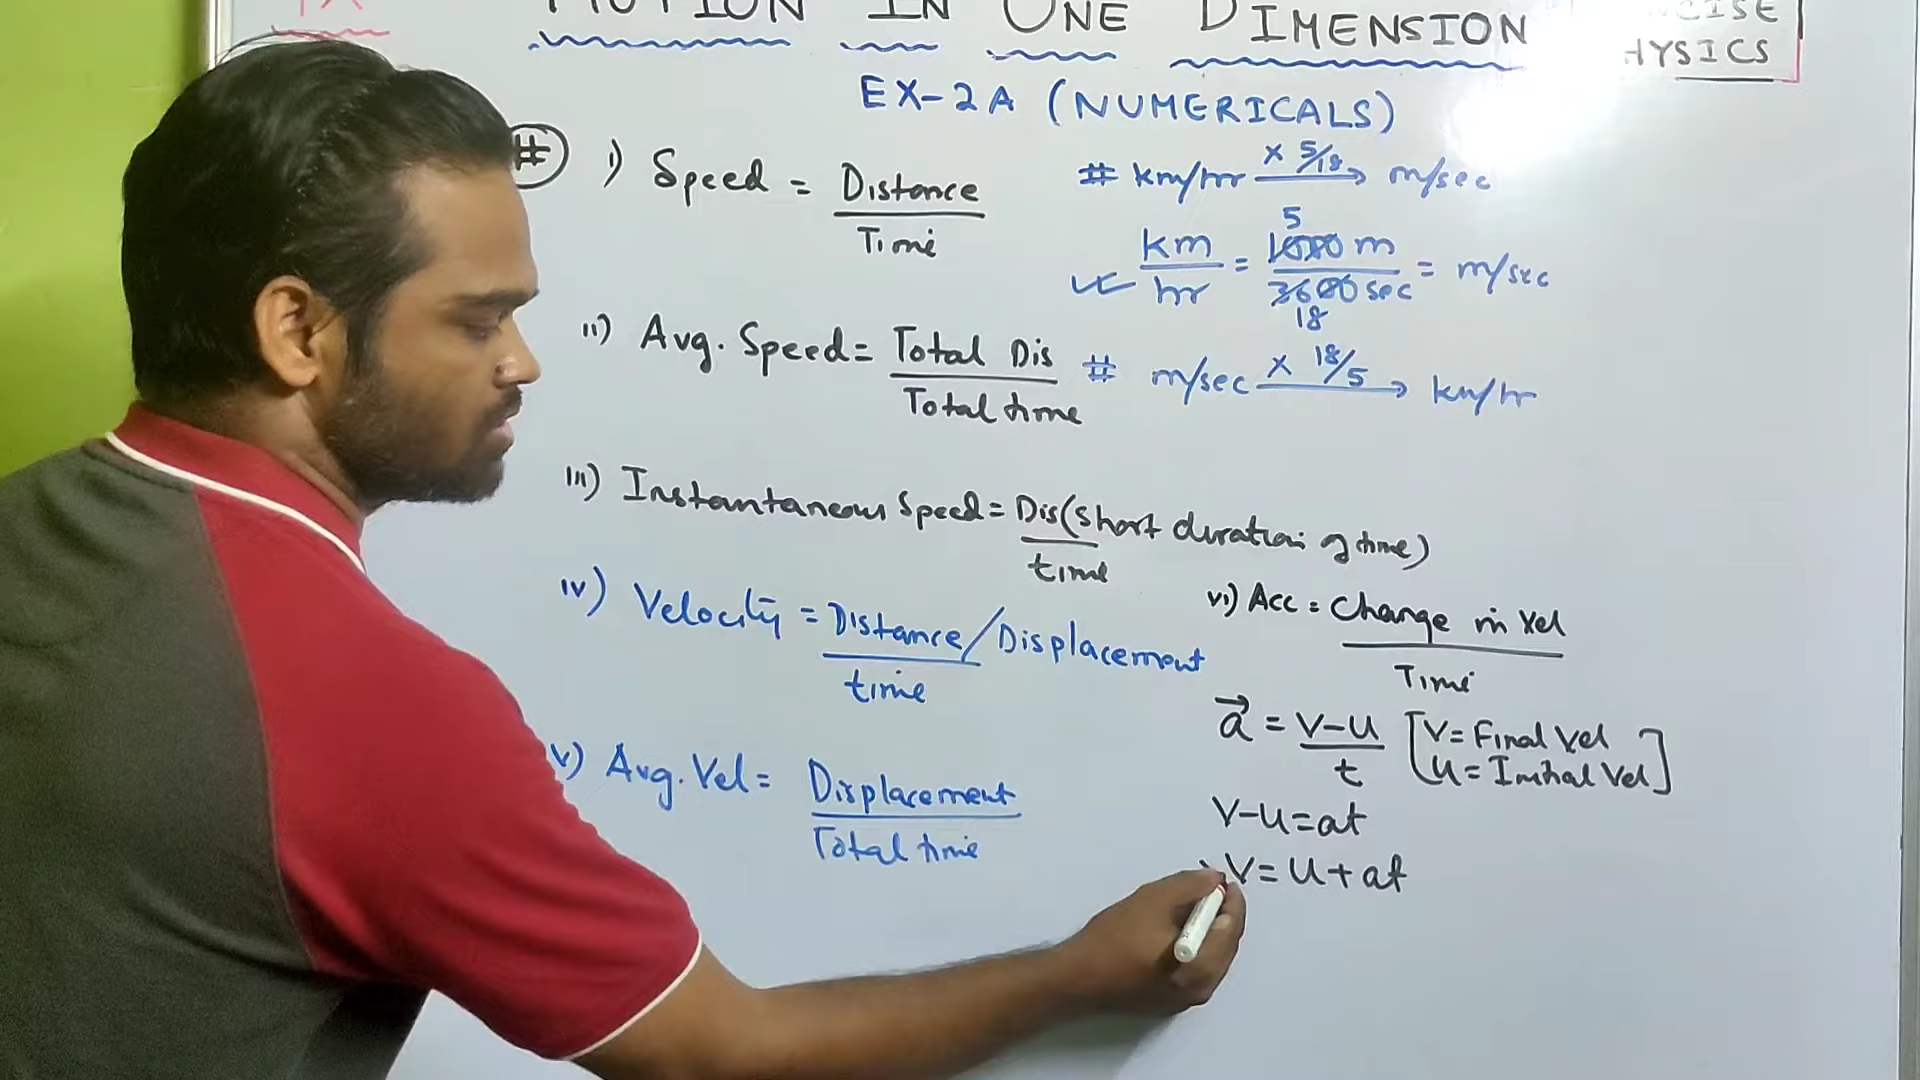 IX
MOTION IN ONE DIMENSION
PHYSICS
EX-2A (NUMERICALS)
# i) Speed = Distance
Time
# km/hr × 5/18 → m/sec
km/hr = 1000 m/3600 sec = m/sec
5
18
ii) Avg. Speed = Total Dis
Total time
# m/sec × 18/5 → km/hr
iii) Instantaneous Speed = Dis(short duration of time)
time
iv) Velocity = Distance/Displacement
time
v) Avg. Vel = Displacement
Total time
vi) Acc = Change in Vel
Time
a⃗ = V-U/t [V= Final Vel
U= Initial Vel]
V-U=at
V= U+at